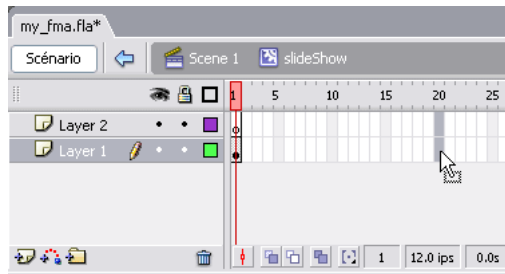 my_fma.fla*
Scénario Scene 1 slideShow
1 5 10 15 20 25
Layer 2
Layer 1
1 12.0 ips 0.0s